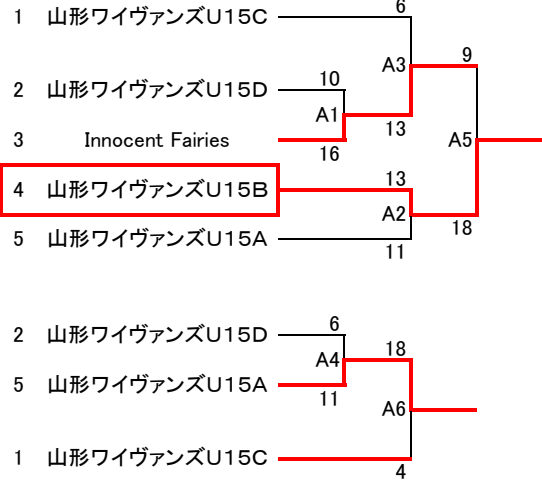 6
1 山形ワイヴァンズU15C
A3 9
10
2 山形ワイヴァンズU15D
A1
13
3 Innocent Fairies A5
16
13
4 山形ワイヴァンズU15B
A2
18
5 山形ワイヴァンズU15A
11
6
2 山形ワイヴァンズU15D
A4 18
5 山形ワイヴァンズU15A
11
A6
1 山形ワイヴァンズU15C
4